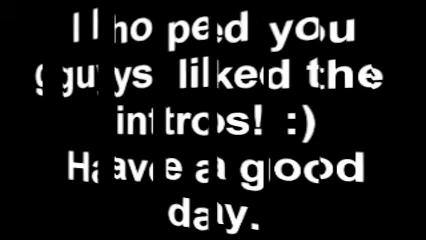 I hoped you
guys liked the
intros! :)
Have a good
day.